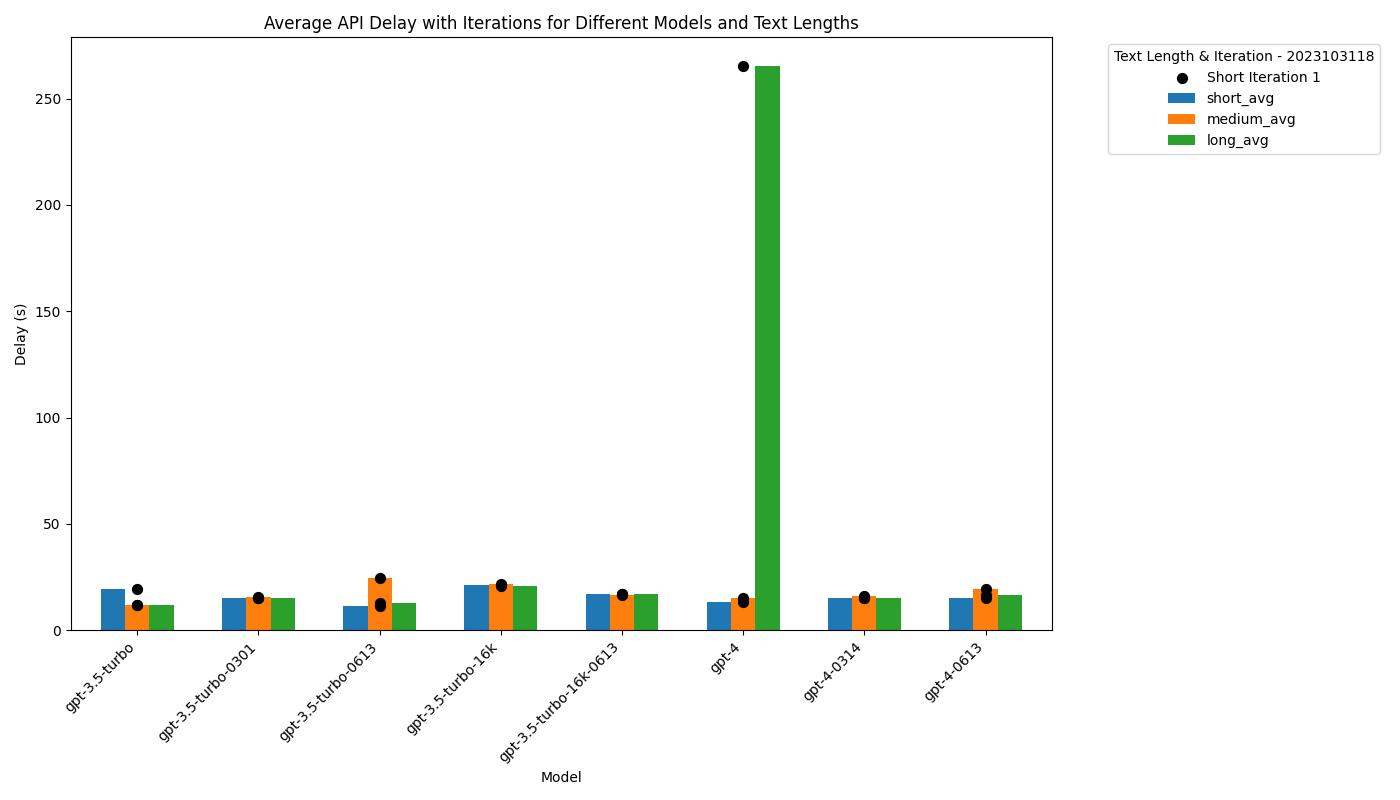 Average API Delay with Iterations for Different Models and Text Lengths
Text Length & Iteration - 2023103118
Short Iteration 1
short_avg
medium_avg
long_avg
Delay (s)
250
200
150
100
50
0
gpt-3.5-turbo
gpt-3.5-turbo-0301
gpt-3.5-turbo-0613
gpt-3.5-turbo-16k
gpt-3.5-turbo-16k-0613
gpt-4
gpt-4-0314
gpt-4-0613
Model